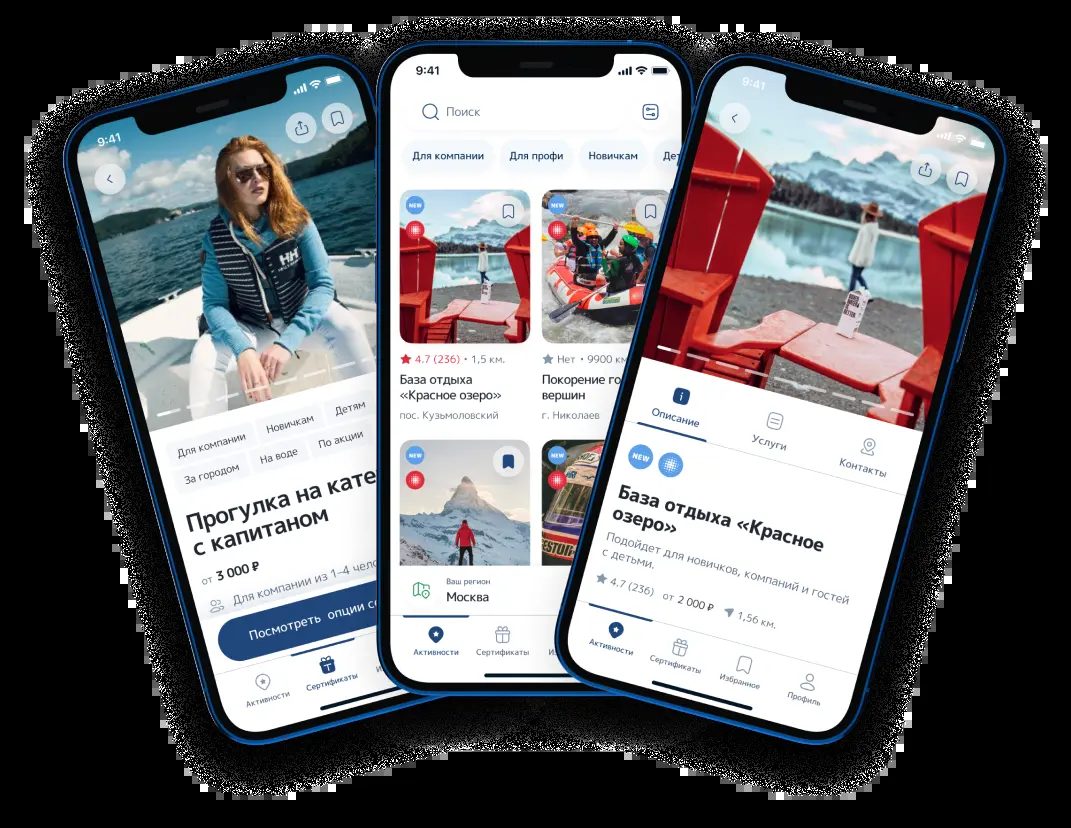 9:41
HH
Для компании
Новичкам
Детям
За городом
На воде
По акции
Прогулка на кате
с капитаном
от 3 000 ₽
Для компании из 1–4 чело
Посмотреть опции се
Активности
Сертификаты
9:41
Поиск
Для компании
Для профи
Новичкам
NEW
NEW
4.7 (236) • 1,5 км.
База отдыха
«Красное озеро»
пос. Кузьмоловский
Нет • 9900 км
Покорение го
вершин
г. Николаев
NEW
NEW
Ваш регион
Москва
Активности
Сертификаты
9:41
Описание
Услуги
Контакты
NEW
База отдыха «Красное
озеро»
Подойдет для новичков, компаний и гостей
с детьми.
4.7 (236)
от 2 000 ₽
1,56 км.
Активности
Сертификаты
Избранное
Профиль